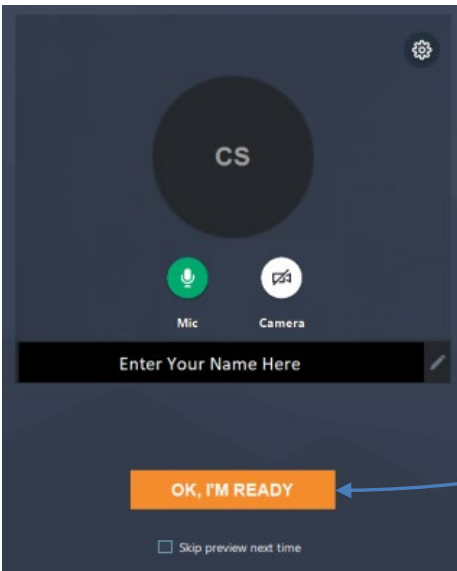 CS
Mic Camera
Enter Your Name Here
OK, I'M READY
Skip preview next time